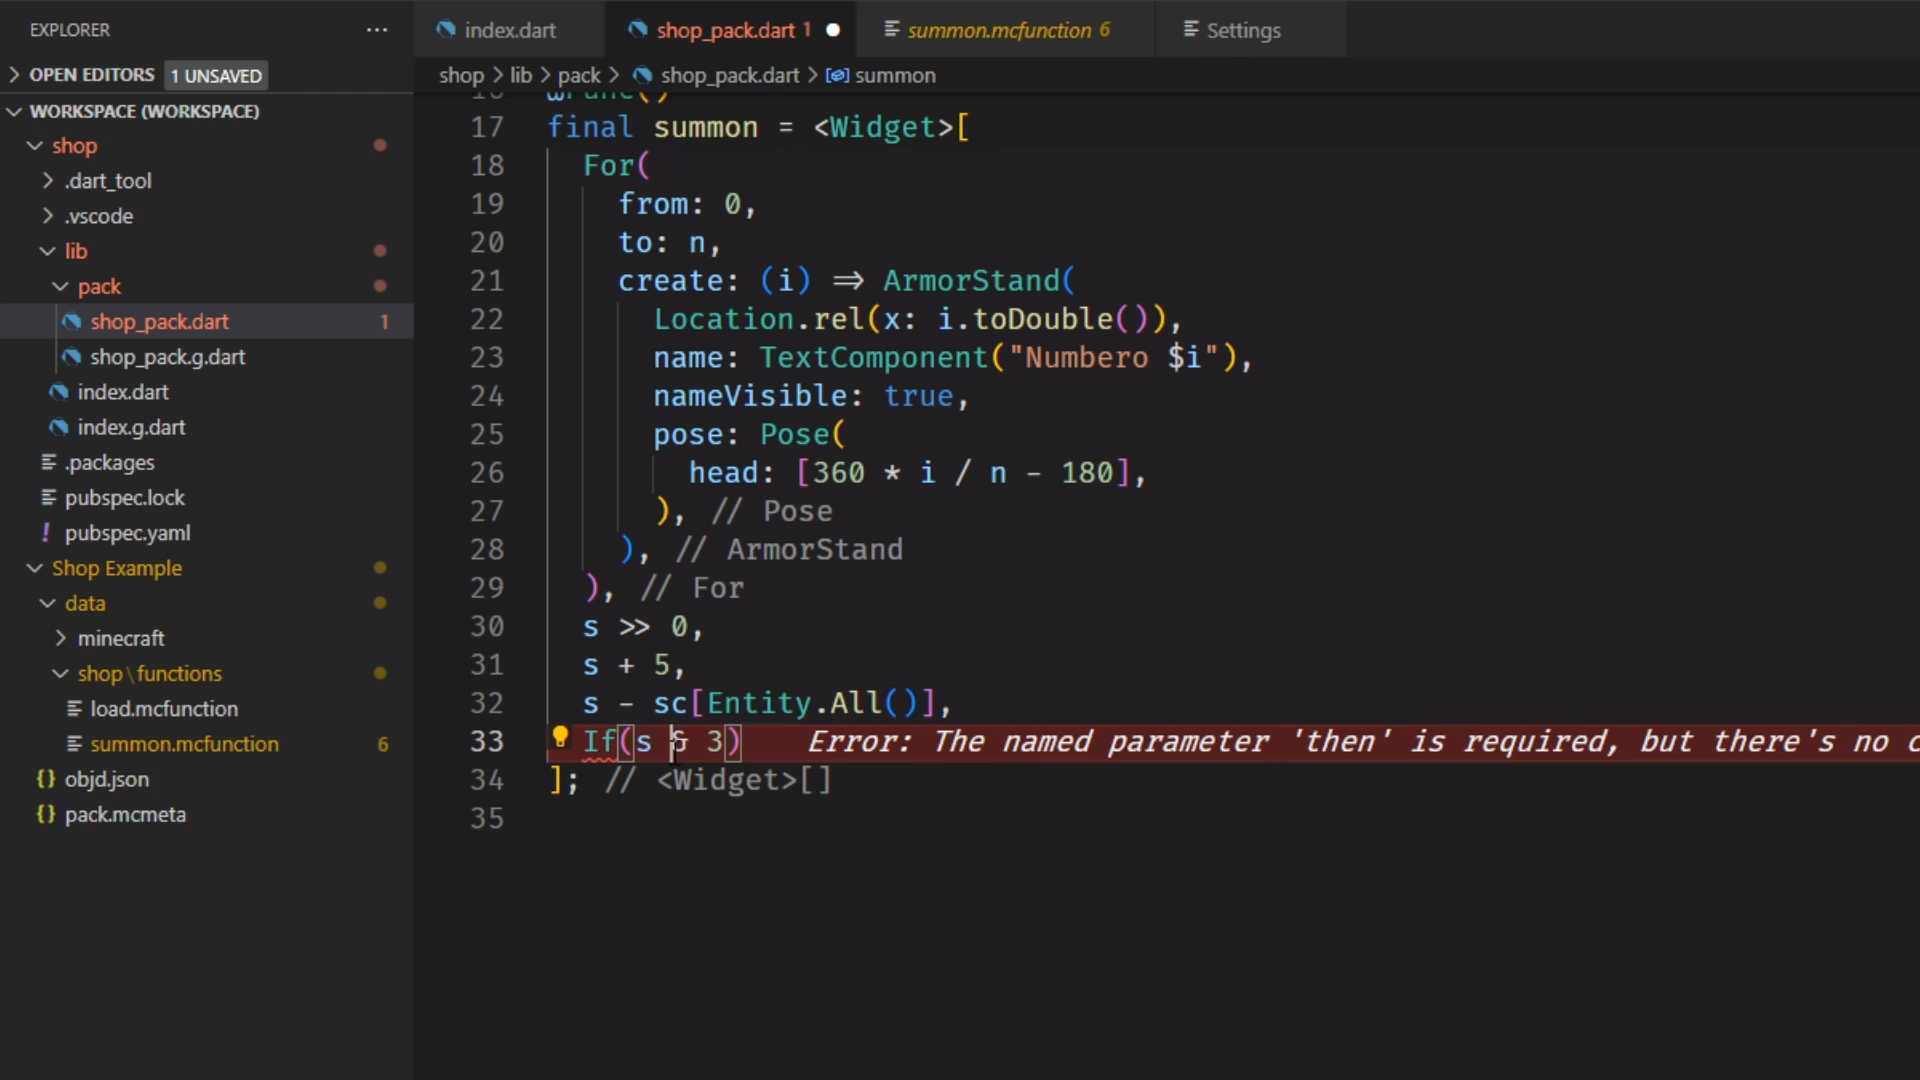 EXPLORER
OPEN EDITORS 1 UNSAVED
WORKSPACE (WORKSPACE)
shop
.dart_tool
.vscode
lib
pack
shop_pack.dart 1
shop_pack.g.dart
index.dart
index.g.dart
.packages
pubspec.lock
! pubspec.yaml
Shop Example
data
minecraft
shop\functions
load.mcfunction
summon.mcfunction 6
{} objd.json
{} pack.mcmeta
index.dart shop_pack.dart 1 summon.mcfunction 6 Settings
shop > lib > pack > shop_pack.dart > summon
16 @Func()
17 final summon = <Widget>[
18 For(
19 from: 0,
20 to: n,
21 create: (i) => ArmorStand(
22 Location.rel(x: i.toDouble()),
23 name: TextComponent("Numbero $i"),
24 nameVisible: true,
25 pose: Pose(
26 head: [360 * i / n - 180],
27 ), // Pose
28 ), // ArmorStand
29 ), // For
30 s >> 0,
31 s + 5,
32 s - sc[Entity.All()],
33 If(s & 3) Error: The named parameter 'then' is required, but there's no c
34 ]; // <Widget>[]
35